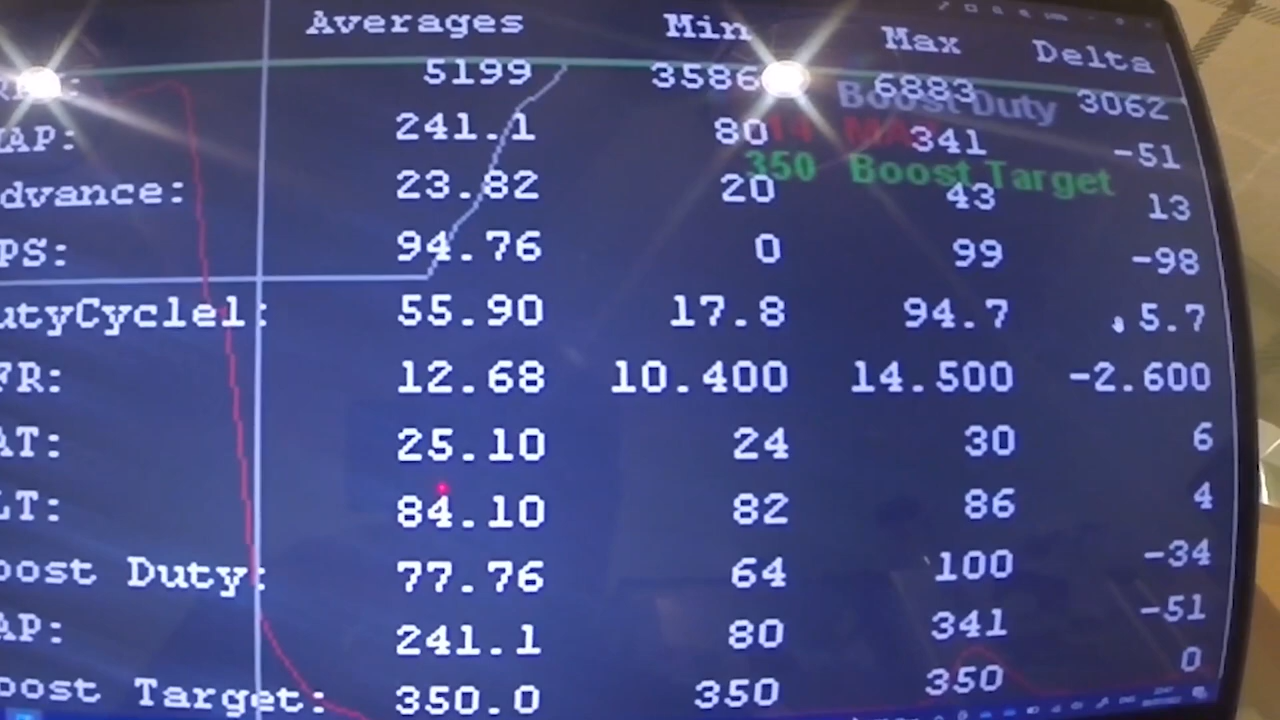 Averages Min Max Delta
5199 3586 6883 3062
AP: 241.1 80 341 -51
dvance: 23.82 20 43 13
PS: 94.76 0 99 -98
utyCycle1: 55.90 17.8 94.7 5.7
FR: 12.68 10.400 14.500 -2.600
AT: 25.10 24 30 6
LT: 84.10 82 86 4
oost Duty: 77.76 64 100 -34
AP: 241.1 80 341 -51
oost Target: 350.0 350 350 0
Boost Duty
350 Boost Target